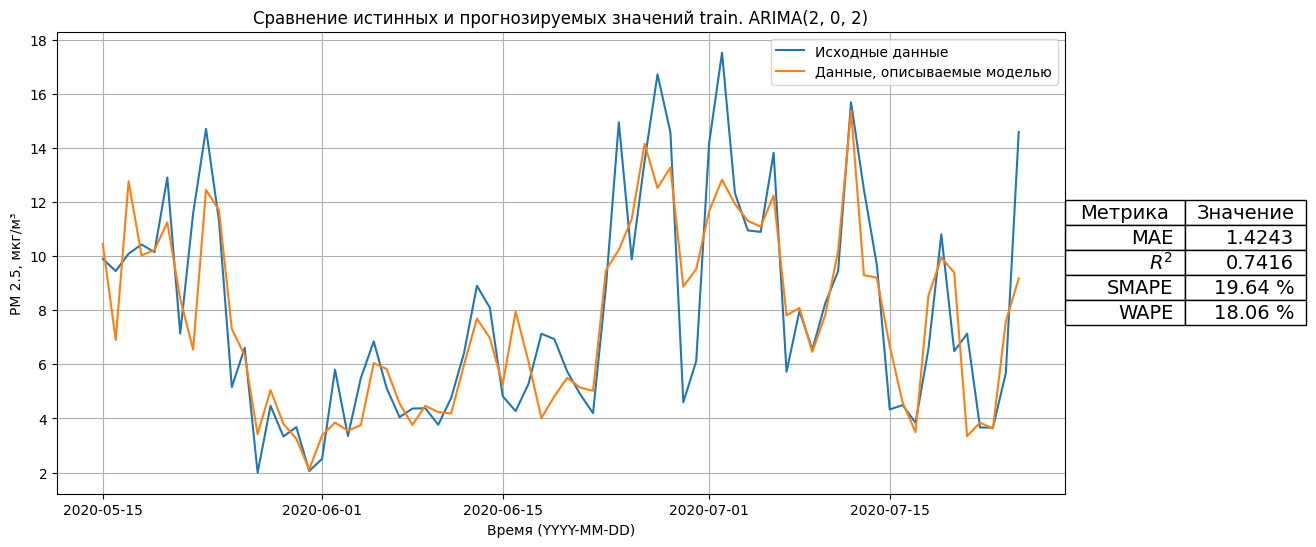 Сравнение истинных и прогнозируемых значений train. ARIMA(2, 0, 2)
Исходные данные
Данные, описываемые моделью
PM 2.5, мкг/м³
18
16
14
12
10
8
6
4
2
2020-05-15
2020-06-01
2020-06-15
2020-07-01
2020-07-15
Время (YYYY-MM-DD)
Метрика Значение
MAE 1.4243
R² 0.7416
SMAPE 19.64 %
WAPE 18.06 %